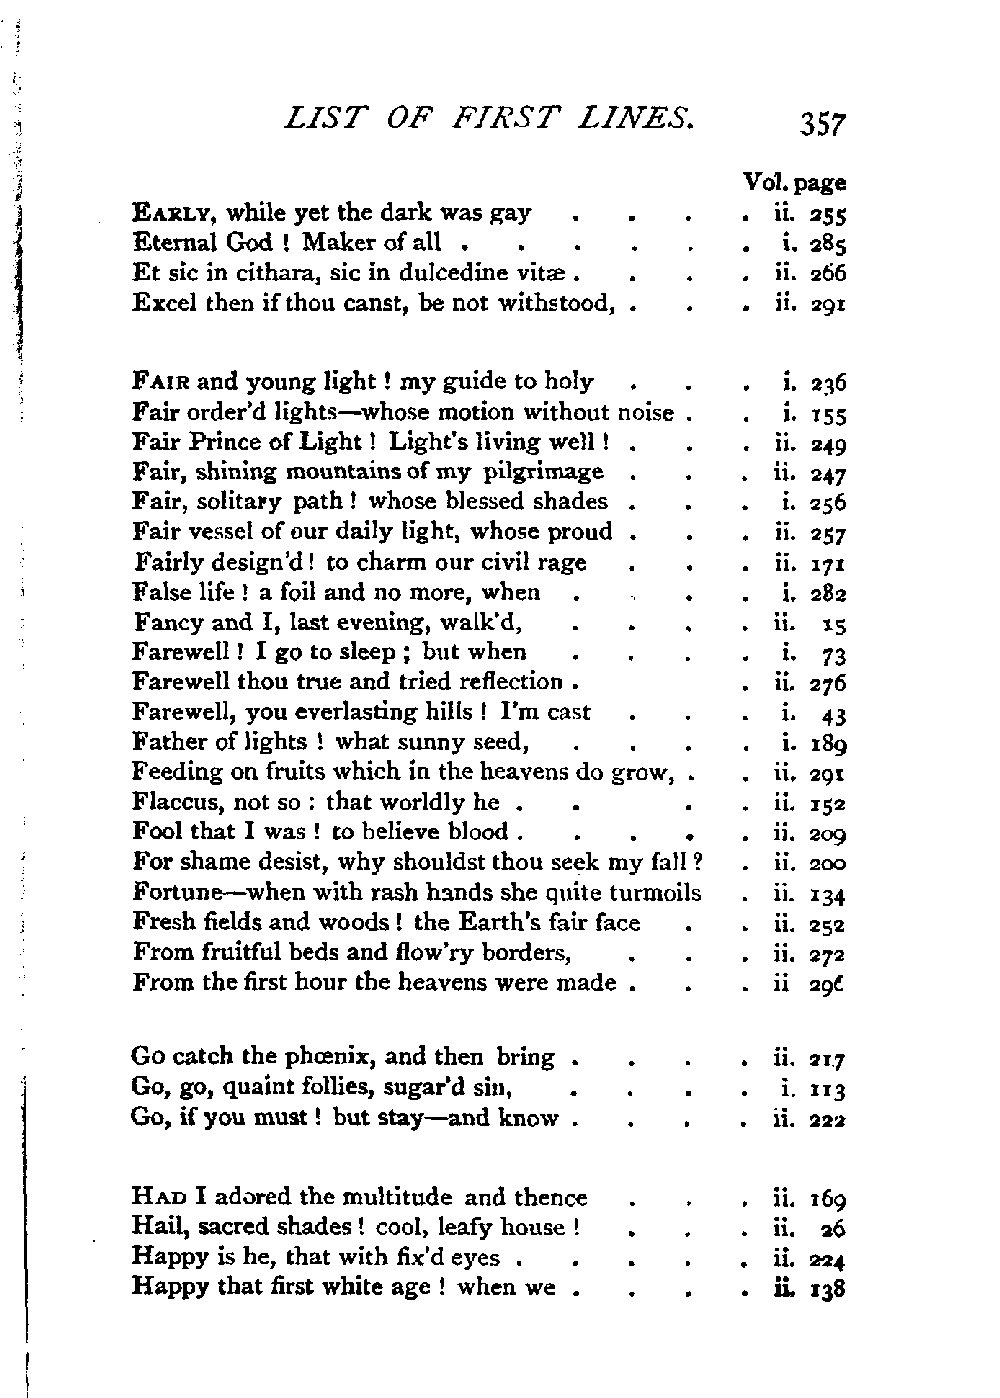 LIST OF FIRST LINES. 357
Vol. page
EARLY, while yet the dark was gay . . . . ii. 255
Eternal God ! Maker of all . . . . . . i. 285
Et sic in cithara, sic in dulcedine vitæ . . . . ii. 266
Excel then if thou canst, be not withstood, . . . ii. 291
FAIR and young light ! my guide to holy . . . i. 236
Fair order'd lights—whose motion without noise . . i. 155
Fair Prince of Light ! Light's living well ! . . . ii. 249
Fair, shining mountains of my pilgrimage . . . ii. 247
Fair, solitary path ! whose blessed shades . . . i. 256
Fair vessel of our daily light, whose proud . . . ii. 257
Fairly design'd ! to charm our civil rage . . . ii. 171
False life ! a foil and no more, when . . . . i. 282
Fancy and I, last evening, walk'd, . . . . ii. 15
Farewell ! I go to sleep ; but when . . . . i. 73
Farewell thou true and tried reflection . . ii. 276
Farewell, you everlasting hills ! I'm cast . . . i. 43
Father of lights ! what sunny seed, . . . . i. 189
Feeding on fruits which in the heavens do grow, . . ii. 291
Flaccus, not so : that worldly he . . . . ii. 152
Fool that I was ! to believe blood . . . . . ii. 209
For shame desist, why shouldst thou seek my fall ? . ii. 200
Fortune—when with rash hands she quite turmoils . ii. 134
Fresh fields and woods ! the Earth's fair face . . ii. 252
From fruitful beds and flow'ry borders, . . . ii. 272
From the first hour the heavens were made . . . ii 296
Go catch the phœnix, and then bring . . . . ii. 217
Go, go, quaint follies, sugar'd sin, . . . . i. 113
Go, if you must ! but stay—and know . . . . ii. 222
HAD I adored the multitude and thence . . . ii. 169
Hail, sacred shades ! cool, leafy house ! . . . ii. 26
Happy is he, that with fix'd eyes . . . . . ii. 224
Happy that first white age ! when we . . . . ii. 138